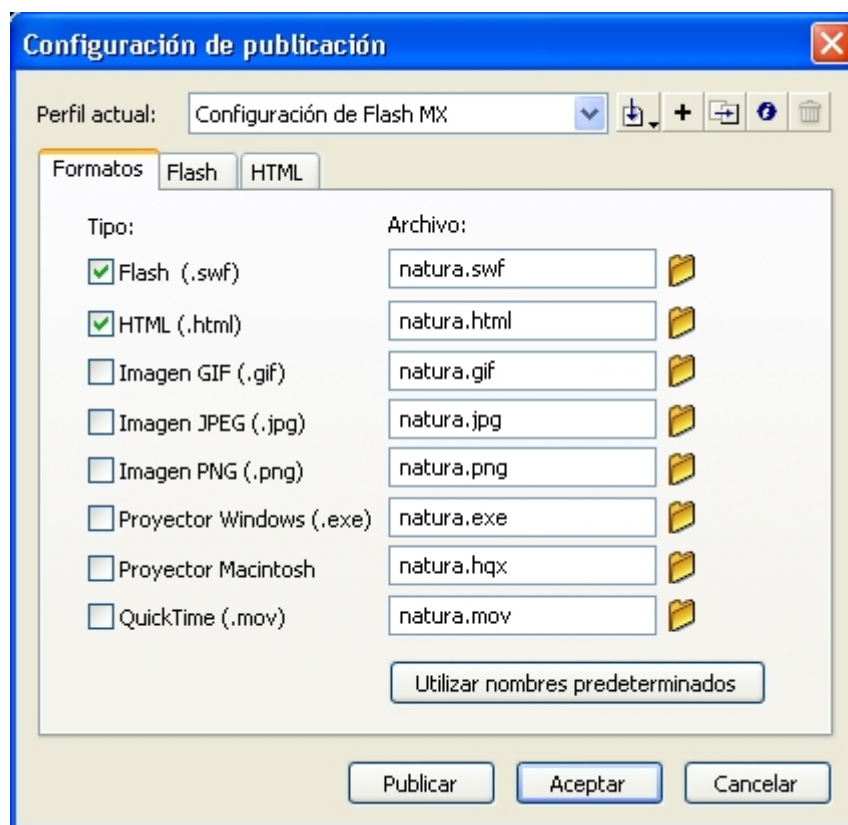 Configuración de publicación
Perfil actual: Configuración de Flash MX
Formatos Flash HTML
Tipo: Archivo:
Flash (.swf) natura.swf
HTML (.html) natura.html
Imagen GIF (.gif) natura.gif
Imagen JPEG (.jpg) natura.jpg
Imagen PNG (.png) natura.png
Proyector Windows (.exe) natura.exe
Proyector Macintosh natura.hqx
QuickTime (.mov) natura.mov
Utilizar nombres predeterminados
Publicar Aceptar Cancelar